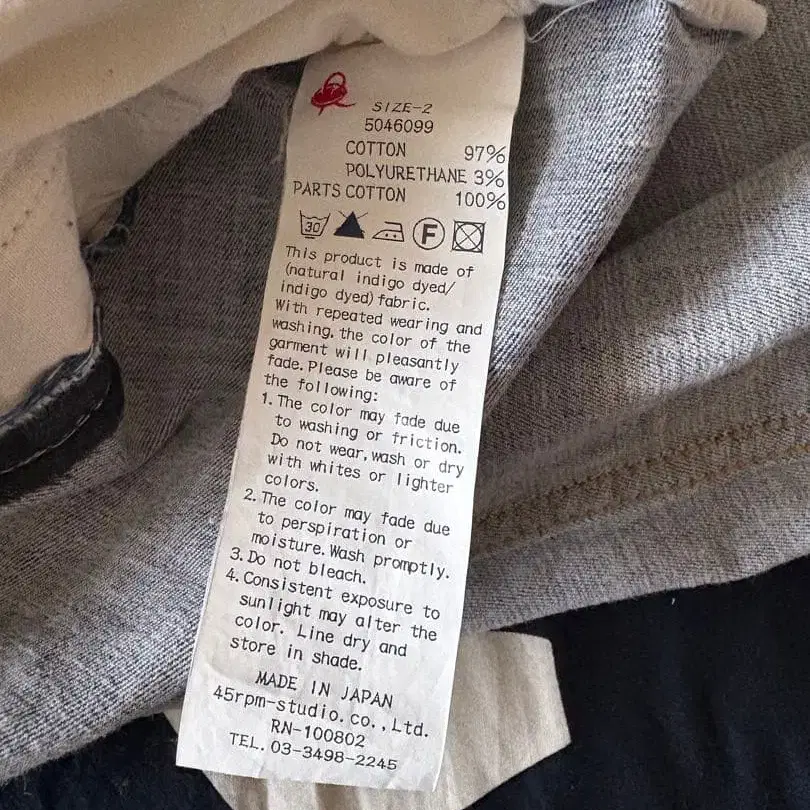 SIZE-2
5046099
COTTON 97%
POLYURETHANE 3%
PARTS COTTON 100%
30 F
This product is made of
(natural indigo dyed/
indigo dyed) fabric.
With repeated wearing and
washing, the color of the
garment will pleasantly
fade. Please be aware of
the following:
1. The color may fade due
to washing or friction.
Do not wear, wash or dry
with whites or lighter
colors.
2. The color may fade due
to perspiration or
moisture. Wash promptly.
3. Do not bleach.
4. Consistent exposure to
sunlight may alter the
color. Line dry and
store in shade.
MADE IN JAPAN
45rpm-studio.co.,Ltd.
RN-100802
TEL. 03-3498-2245